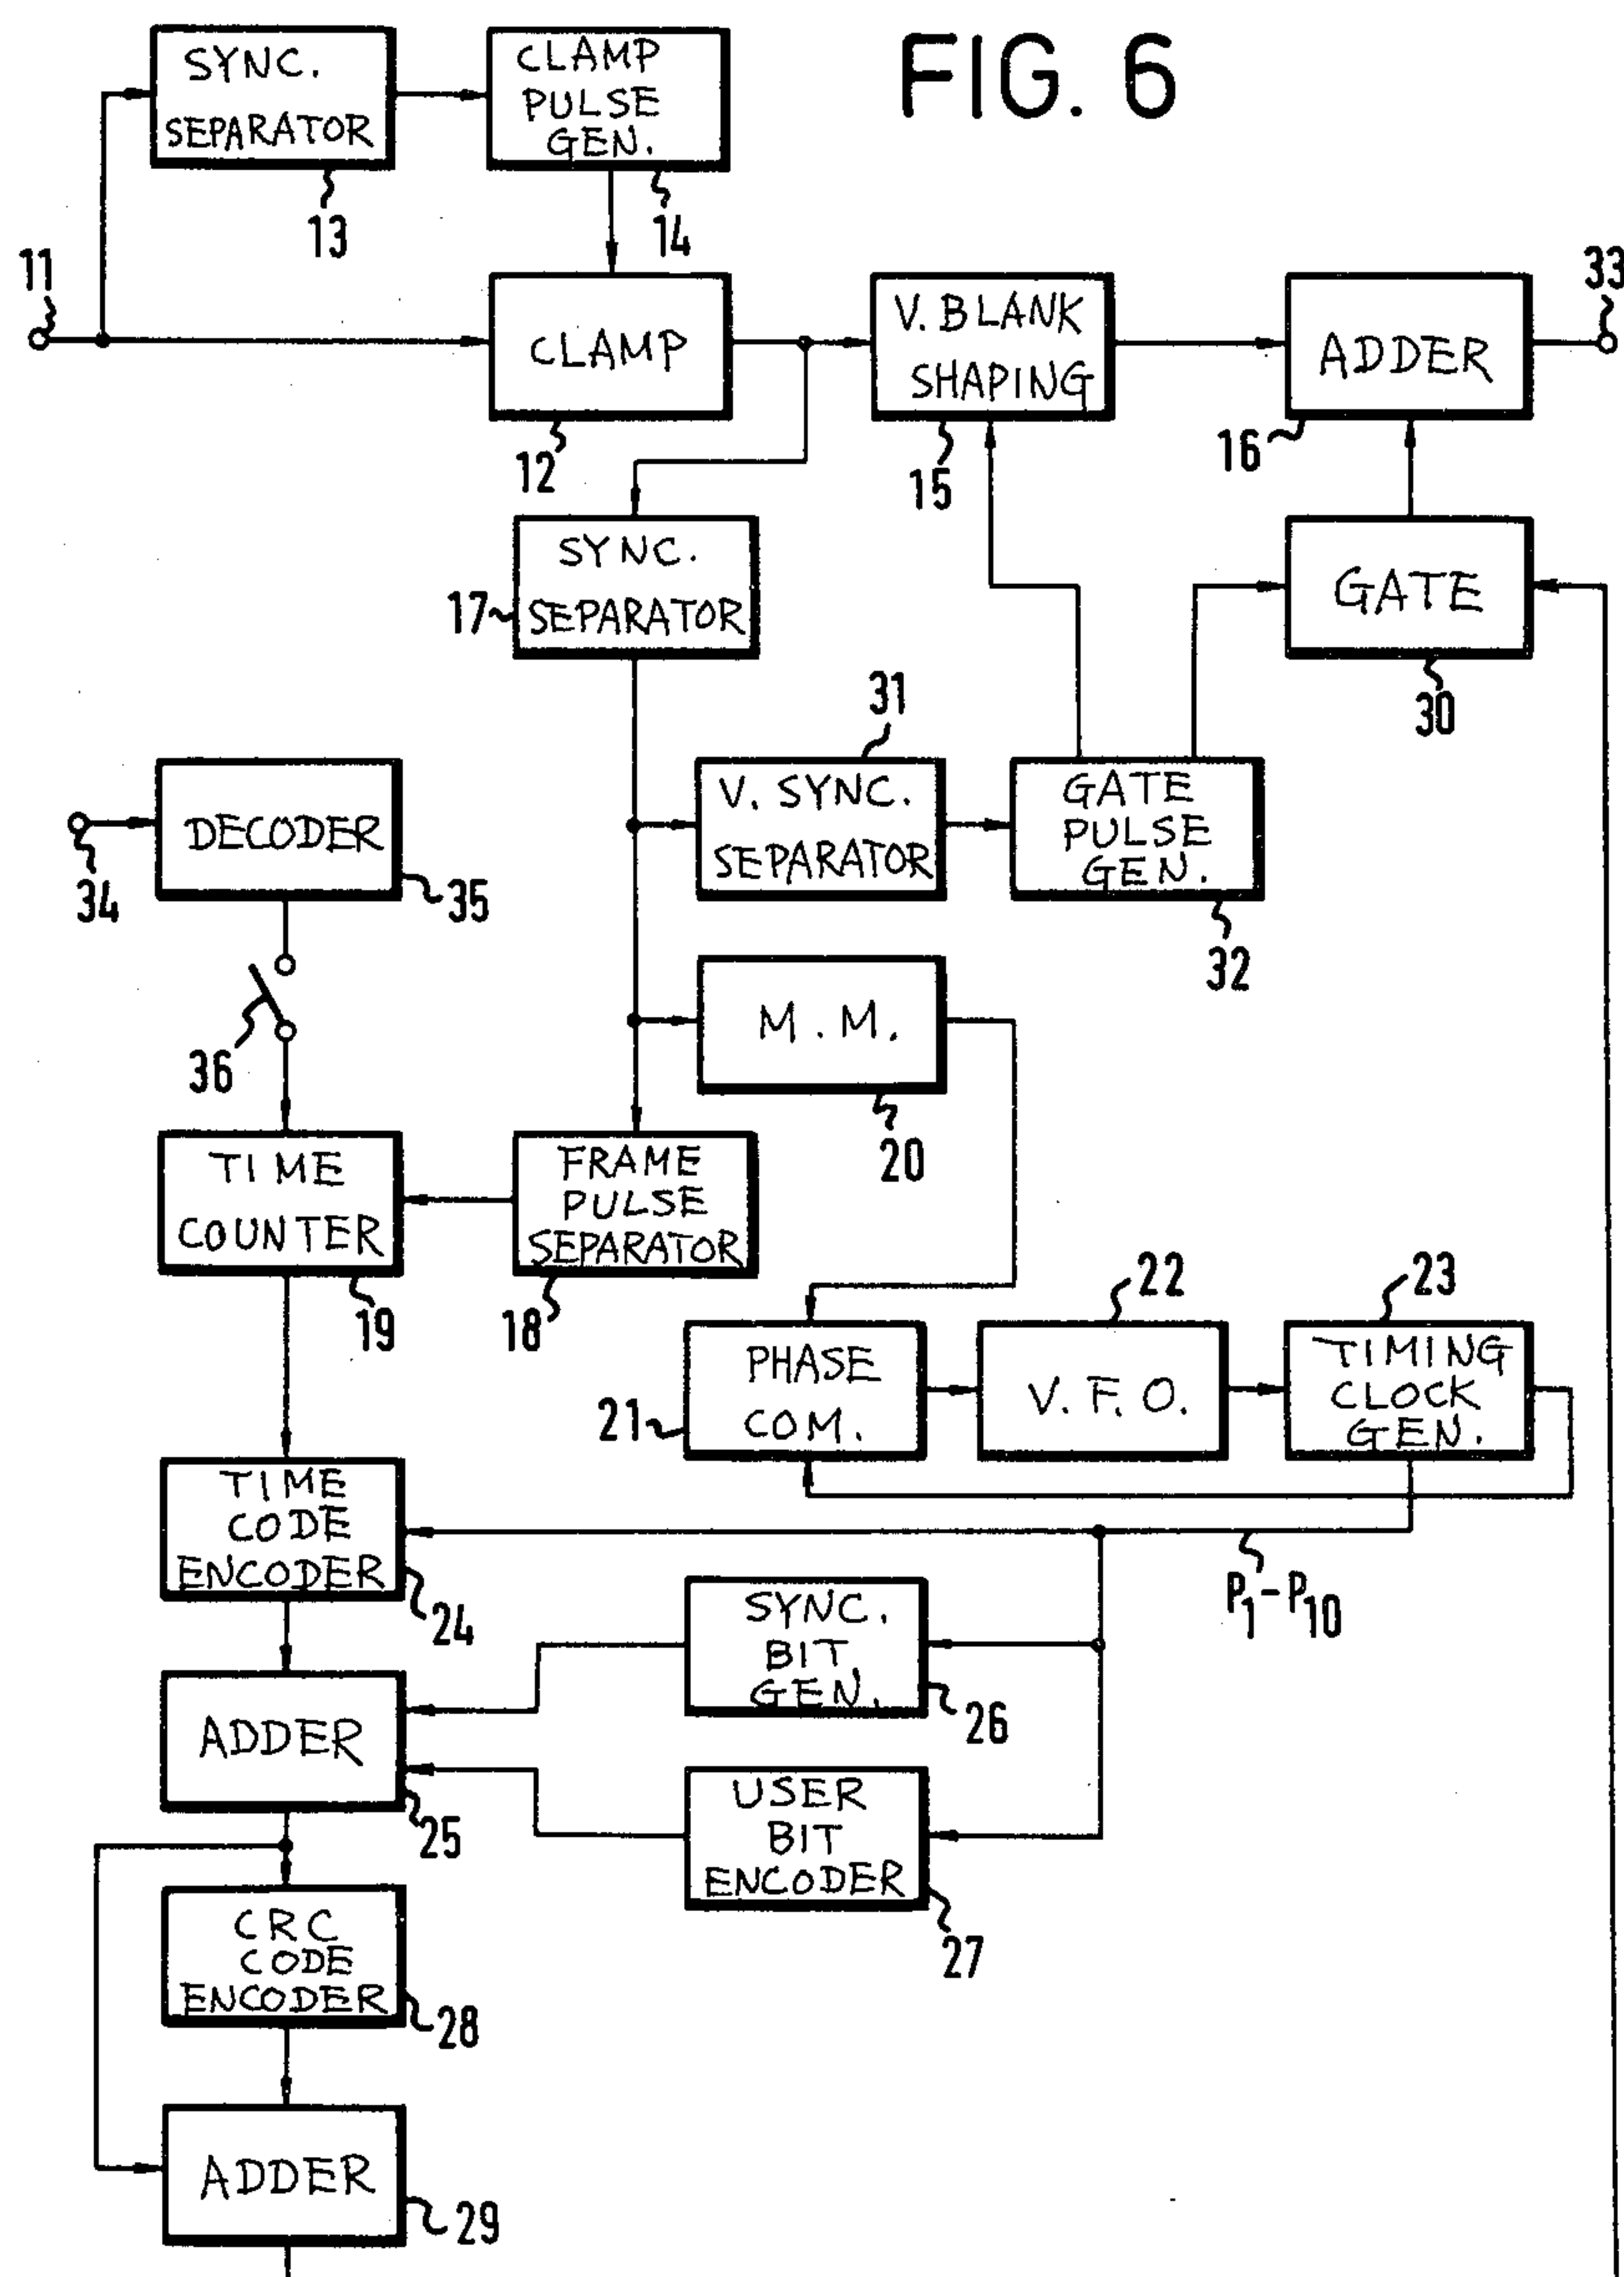 FIG. 6
SYNC.
SEPARATOR
13
CLAMP
PULSE
GEN.
14
11
CLAMP
12
V. BLANK
SHAPING
15
ADDER
16
33
SYNC.
SEPARATOR
17
GATE
30
31
V. SYNC.
SEPARATOR
GATE
PULSE
GEN.
32
34
DECODER
35
36
M.M.
20
TIME
COUNTER
19
FRAME
PULSE
SEPARATOR
18
PHASE
COM.
21
22
V. F. O.
23
TIMING
CLOCK
GEN.
TIME
CODE
ENCODER
24
P1-P10
SYNC.
BIT
GEN.
26
ADDER
25
USER
BIT
ENCODER
27
CRC
CODE
ENCODER
28
ADDER
29